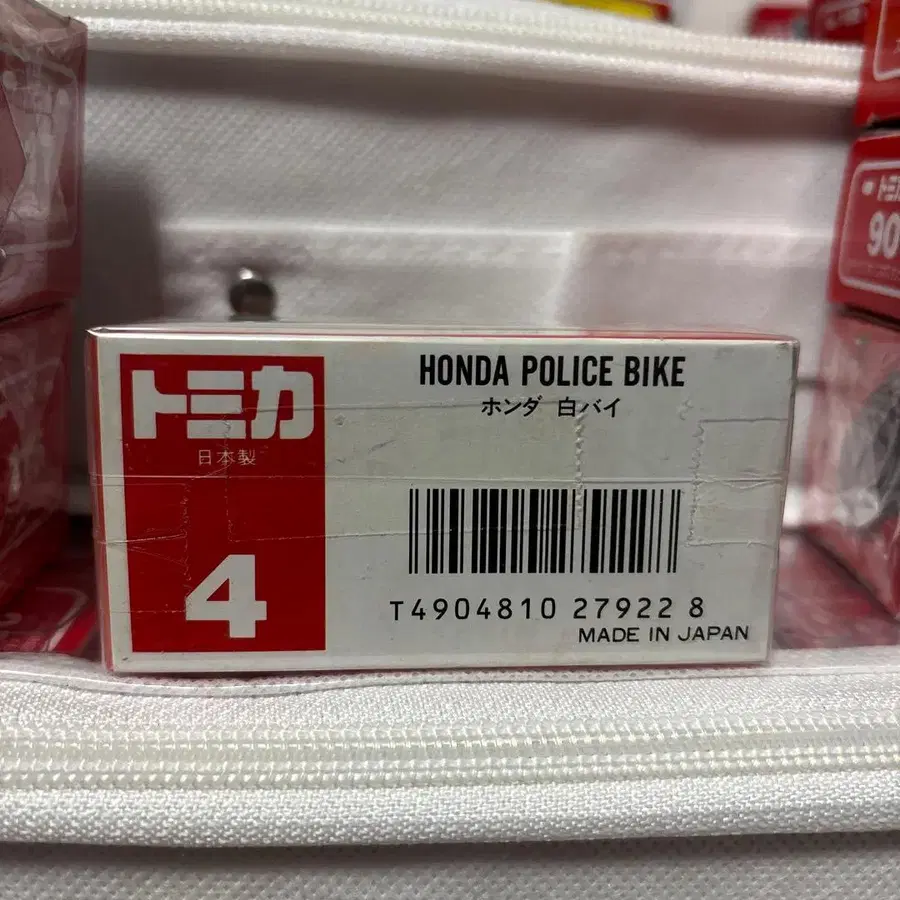 トミカ
日本製
4
HONDA POLICE BIKE
ホンダ 白バイ
T4904810 27922 8
MADE IN JAPAN
90